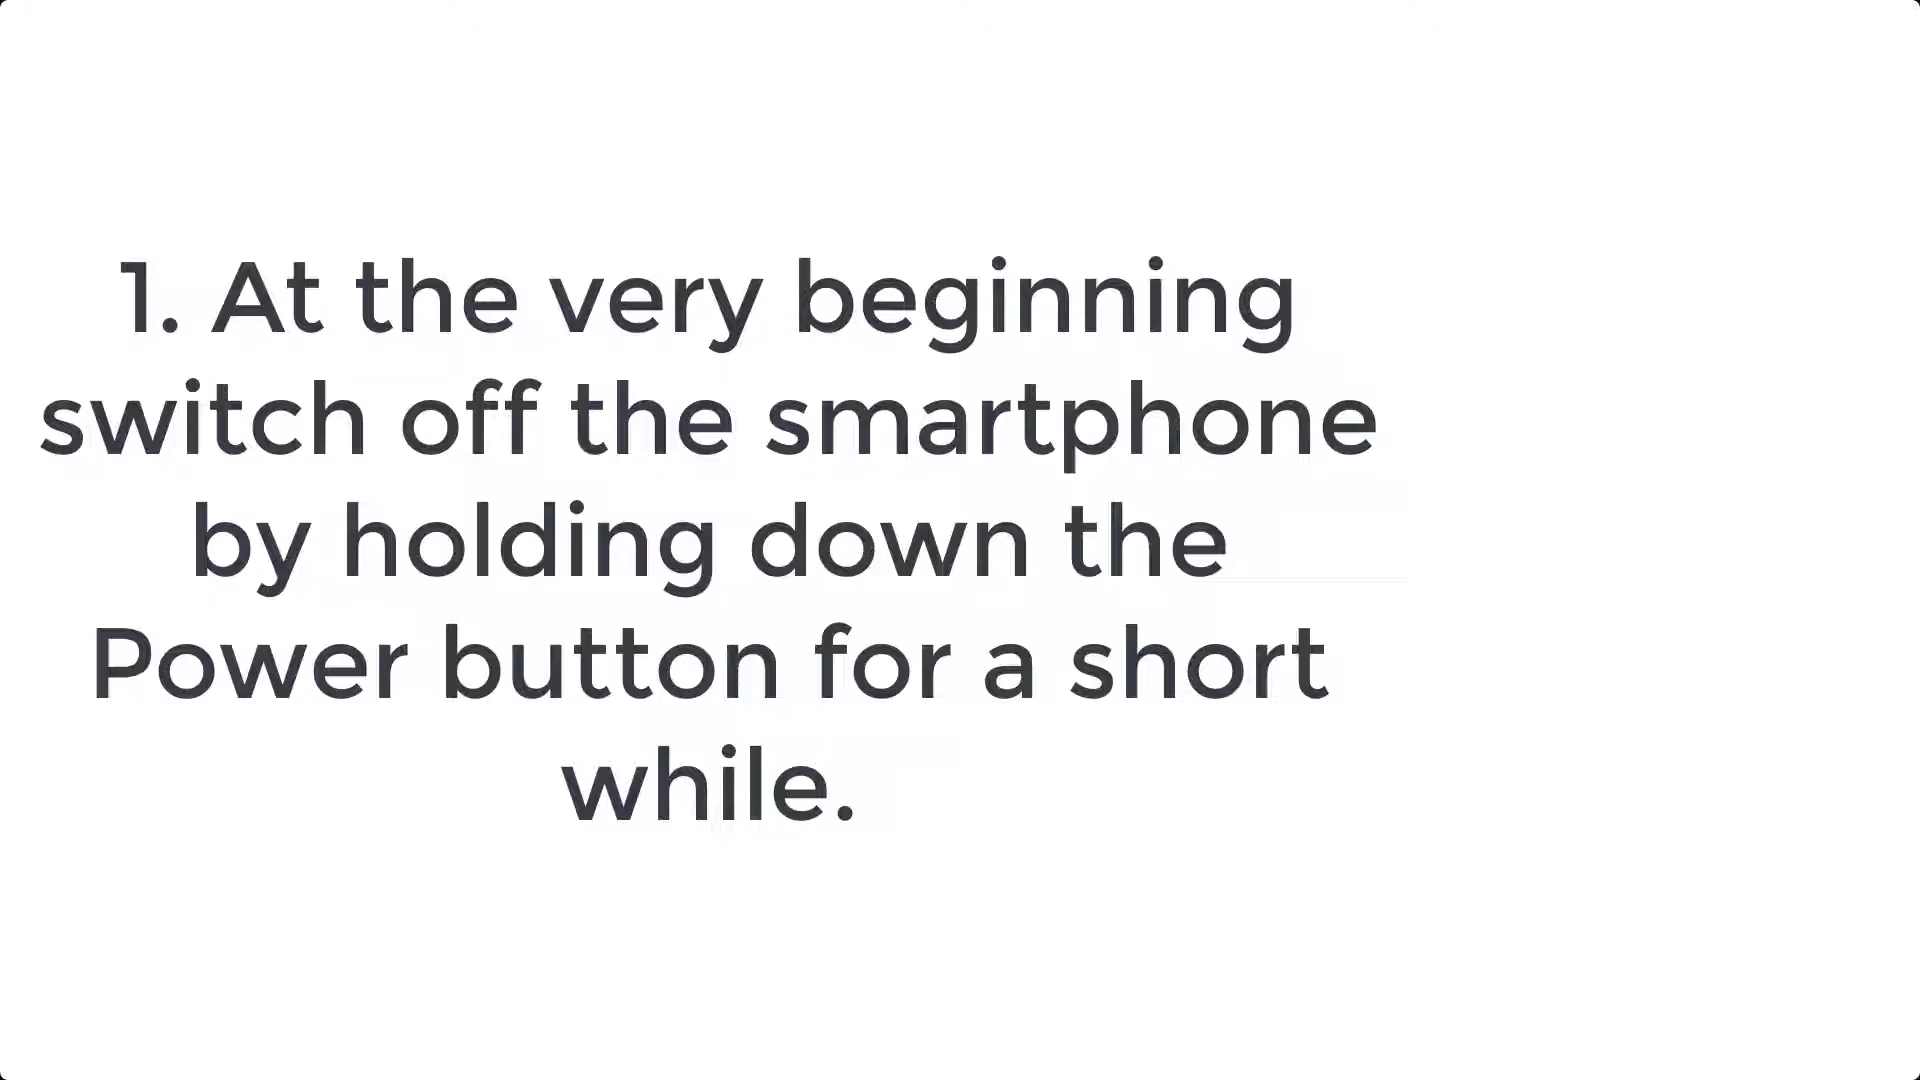 1. At the very beginning
switch off the smartphone
by holding down the
Power button for a short
while.